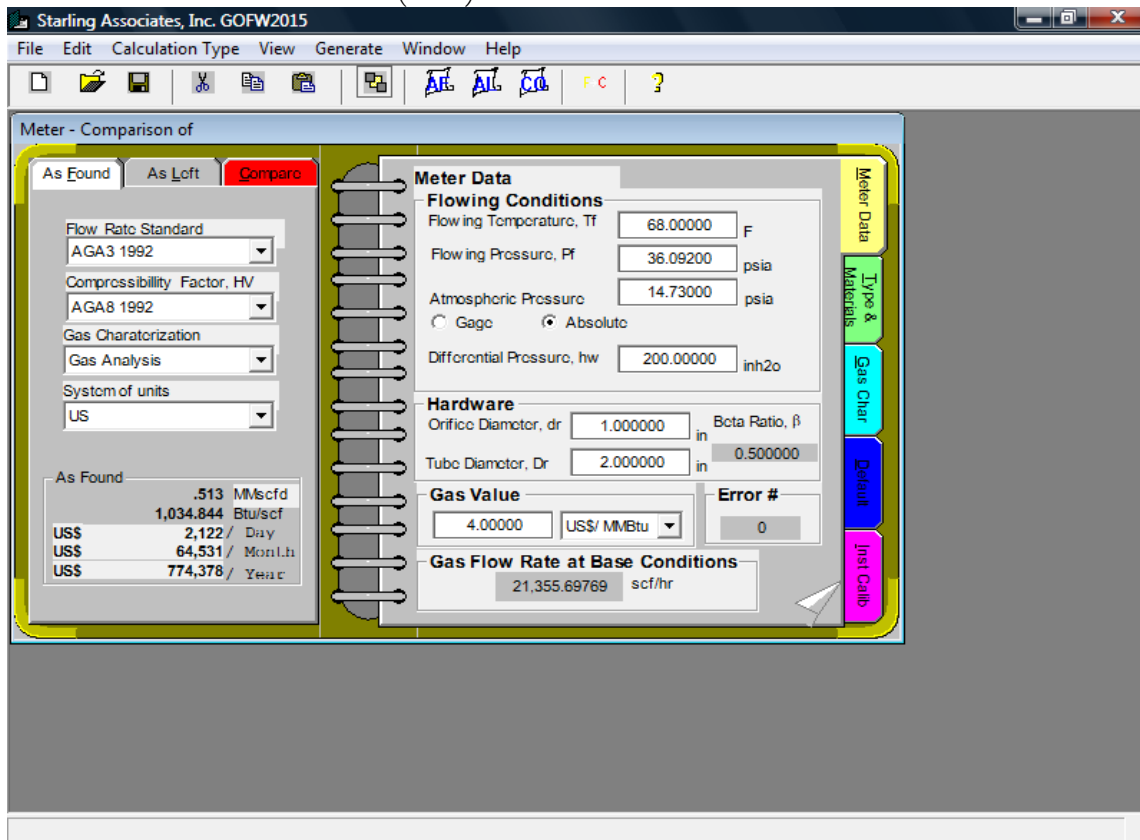 Starling Associates, Inc. GOFW2015
File Edit Calculation Type View Generate Window Help
AF. AL CO. F C ?
Meter - Comparison of
As Found As Left Compare
Flow Rate Standard
AGA3 1992
Compressibillity Factor, HV
AGA8 1992
Gas Charaterization
Gas Analysis
System of units
US
As Found
.513 MMscfd
1,034.844 Btu/scf
US$ 2,122 / Day
US$ 64,531 / Month
US$ 774,378 / Year
Meter Data
Flowing Conditions
Flowing Temperature, Tf 68.00000 F
Flowing Pressure, Pf 36.09200 psia
Atmospheric Pressure 14.73000 psia
Gage Absolute
Differential Pressure, hw 200.00000 inh2o
Hardware
Orifice Diameter, dr 1.000000 in Beta Ratio, β
Tube Diameter, Dr 2.000000 in 0.500000
Gas Value Error #
4.00000 US$/ MMBtu 0
Gas Flow Rate at Base Conditions
21,355.69769 scf/hr
Meter Data
Type & Materials
Gas Char
Default
Inst Calib